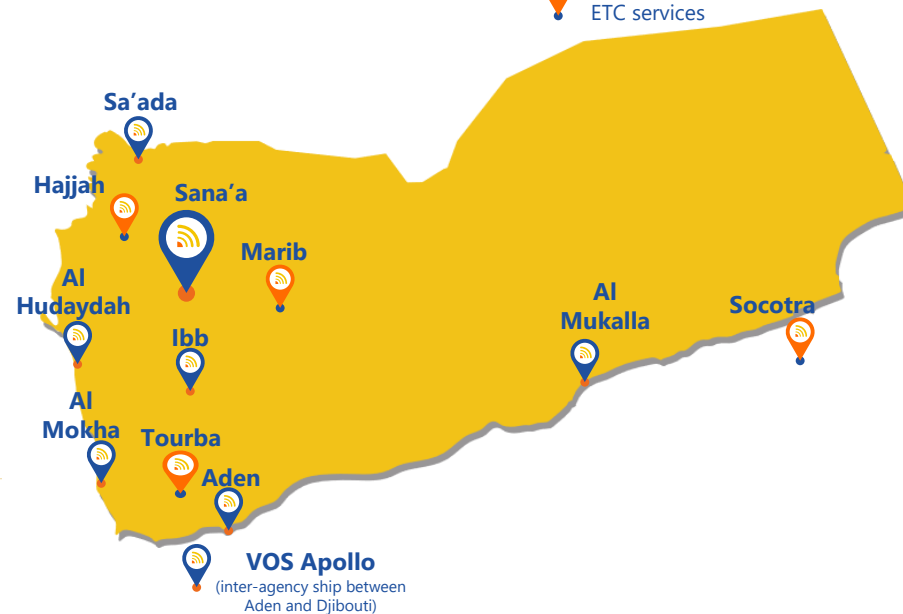 ETC services
Sa’ada
Hajjah
Sana’a
Marib
Al
Hudaydah
Al
Mukalla
Socotra
Ibb
Al
Mokha
Tourba
Aden
VOS Apollo
(inter-agency ship between
Aden and Djibouti)